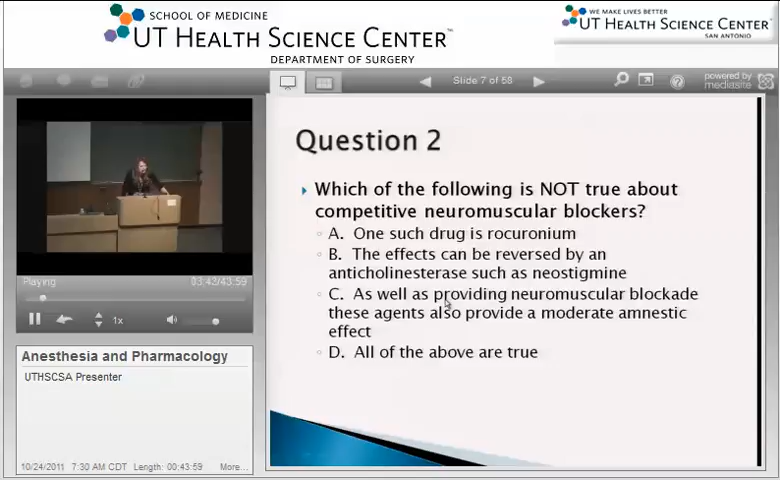 SCHOOL OF MEDICINE
UT HEALTH SCIENCE CENTER™
DEPARTMENT OF SURGERY
WE MAKE LIVES BETTER
UT HEALTH SCIENCE CENTER
SAN ANTONIO
Slide 7 of 58
powered by
mediasite
Playing
03:42/43:59
1x
Anesthesia and Pharmacology
UTHSCSA Presenter
10/24/2011 7:30 AM CDT Length: 00:43:59 More...
Question 2
Which of the following is NOT true about
competitive neuromuscular blockers?
A. One such drug is rocuronium
B. The effects can be reversed by an
anticholinesterase such as neostigmine
C. As well as providing neuromuscular blockade
these agents also provide a moderate amnestic
effect
D. All of the above are true